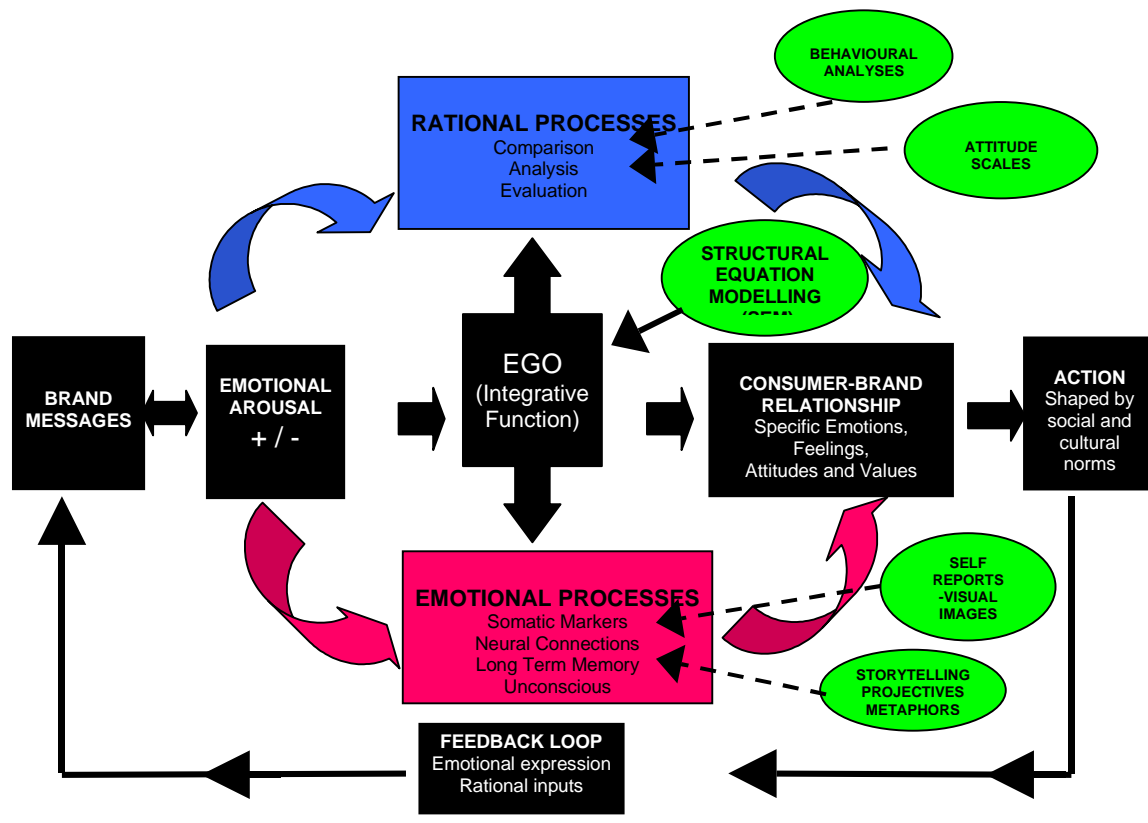 BEHAVIOURAL
ANALYSES
RATIONAL PROCESSES
Comparison
Analysis
Evaluation
ATTITUDE
SCALES
STRUCTURAL
EQUATION
MODELLING
BRAND
MESSAGES
EMOTIONAL
AROUSAL
+ / -
EGO
(Integrative
Function)
CONSUMER-BRAND
RELATIONSHIP
Specific Emotions,
Feelings,
Attitudes and Values
ACTION
Shaped by
social and
cultural
norms
EMOTIONAL PROCESSES
Somatic Markers
Neural Connections
Long Term Memory
Unconscious
SELF
REPORTS
-VISUAL
IMAGES
STORYTELLING
PROJECTIVES
METAPHORS
FEEDBACK LOOP
Emotional expression
Rational inputs